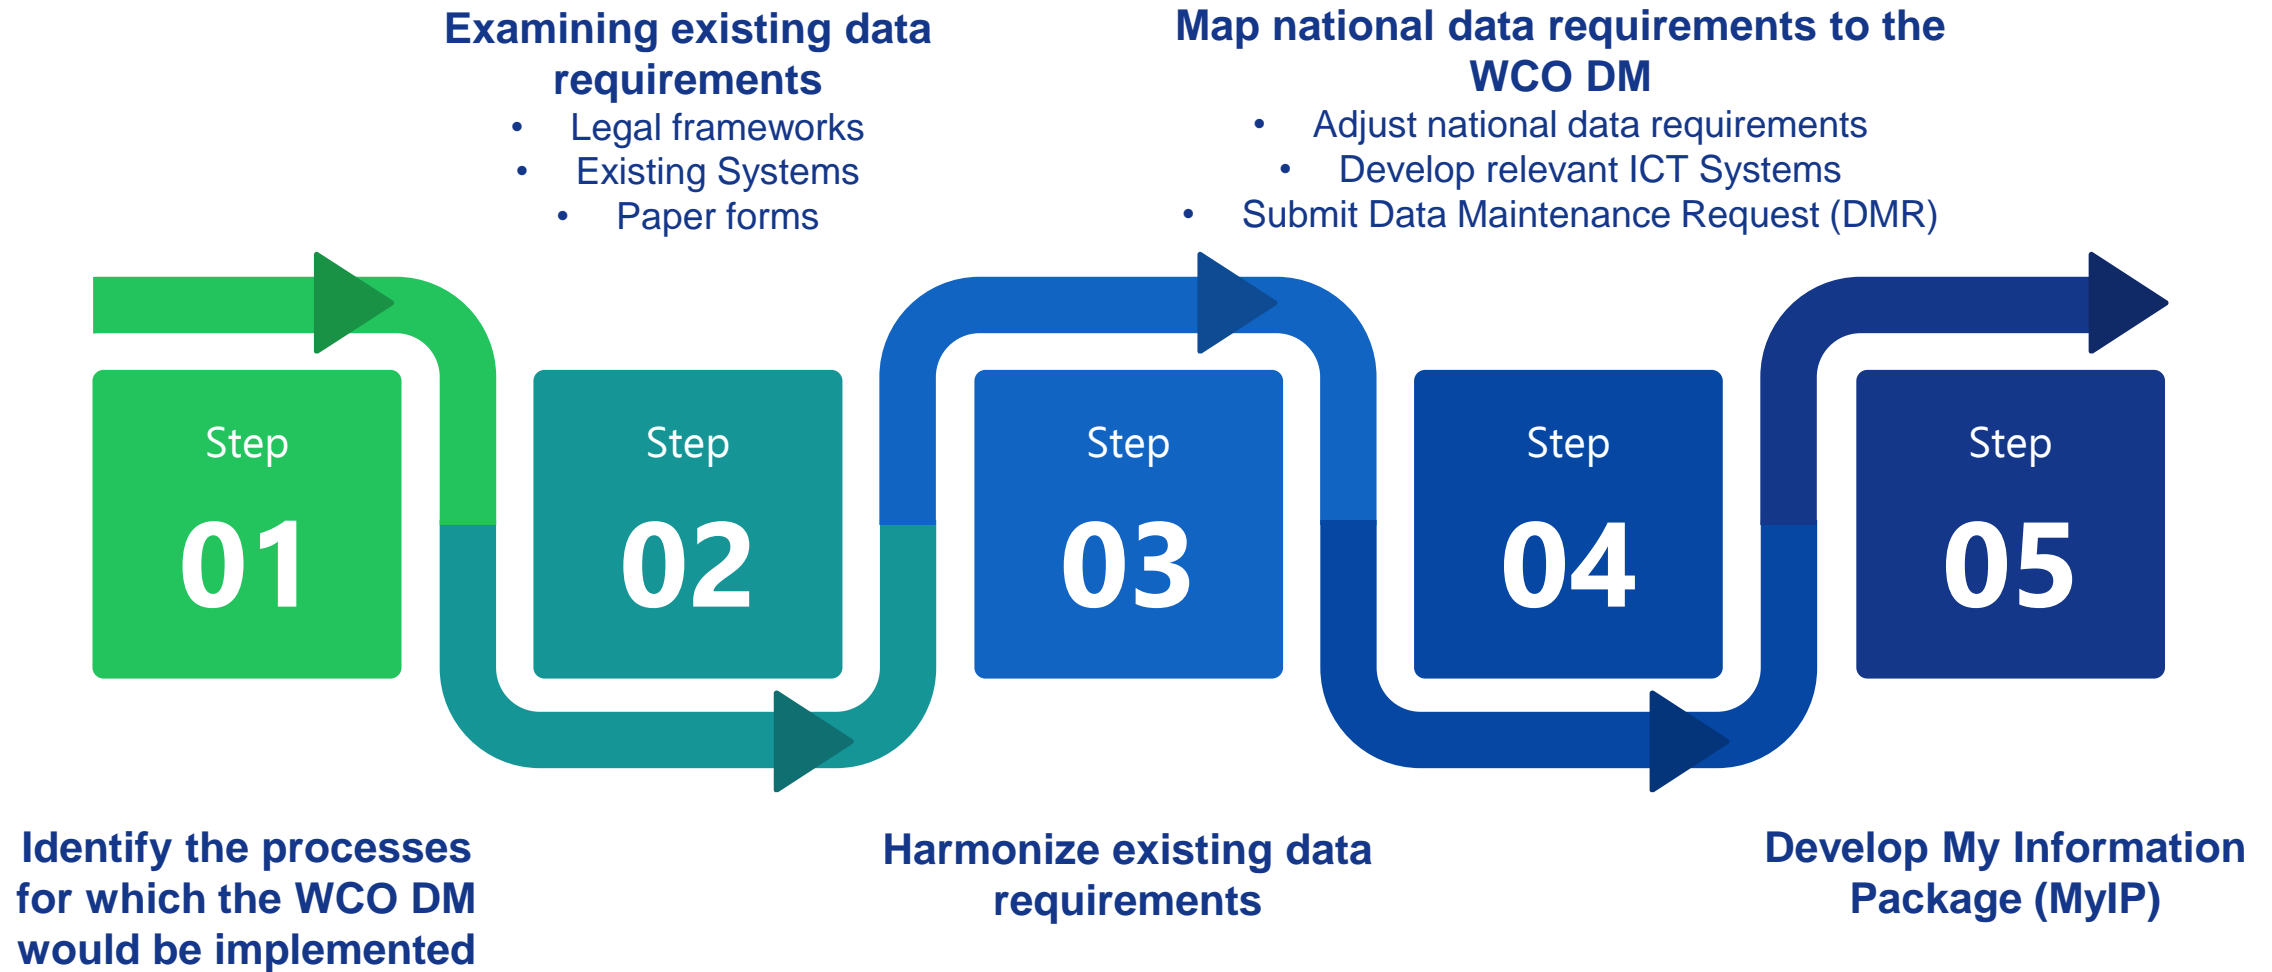 Examining existing data
requirements
• Legal frameworks
• Existing Systems
• Paper forms
Map national data requirements to the
WCO DM
• Adjust national data requirements
• Develop relevant ICT Systems
• Submit Data Maintenance Request (DMR)
Step
01
Step
02
Step
03
Step
04
Step
05
Identify the processes
for which the WCO DM
would be implemented
Harmonize existing data
requirements
Develop My Information
Package (MyIP)